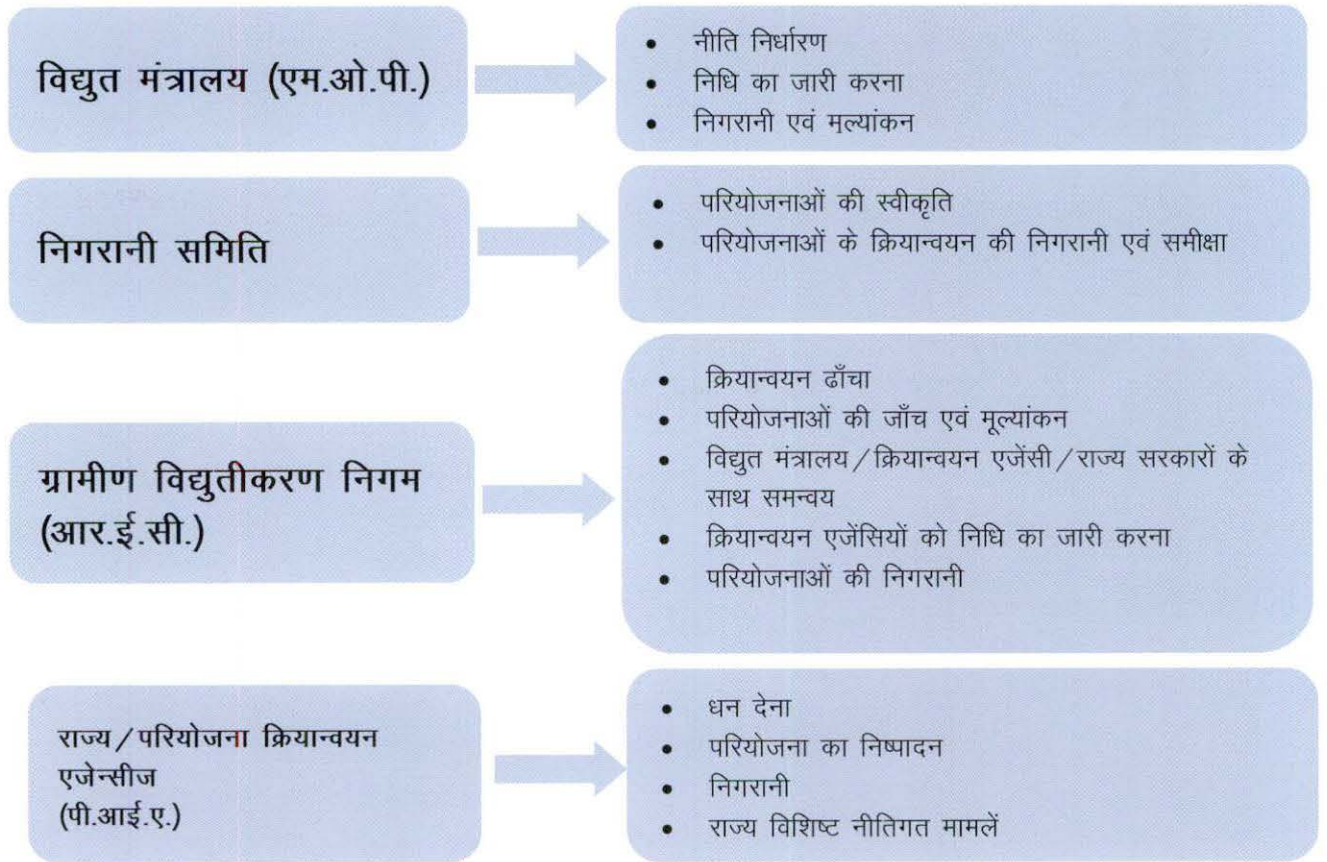 विद्युत मंत्रालय (एम.ओ.पी.)
• नीति निर्धारण
• निधि का जारी करना
• निगरानी एवं मूल्यांकन
निगरानी समिति
• परियोजनाओं की स्वीकृति
• परियोजनाओं के क्रियान्वयन की निगरानी एवं समीक्षा
ग्रामीण विद्युतीकरण निगम
(आर.ई.सी.)
• क्रियान्वयन ढाँचा
• परियोजनाओं की जाँच एवं मूल्यांकन
• विद्युत मंत्रालय/क्रियान्वयन एजेंसी/राज्य सरकारों के
साथ समन्वय
• क्रियान्वयन एजेंसियों को निधि का जारी करना
• परियोजनाओं की निगरानी
राज्य/परियोजना क्रियान्वयन
एजेन्सीज
(पी.आई.ए.)
• धन देना
• परियोजना का निष्पादन
• निगरानी
• राज्य विशिष्ट नीतिगत मामलें